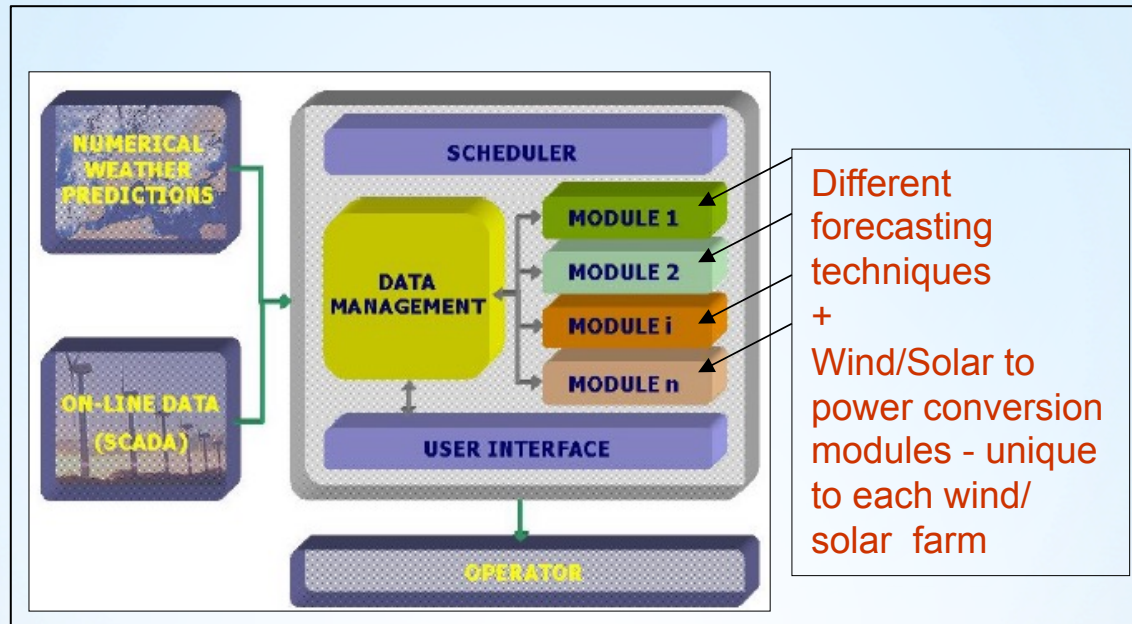 NUMERICAL
WEATHER
PREDICTIONS
ON-LINE DATA
(SCADA)
SCHEDULER
DATA
MANAGEMENT
MODULE 1
MODULE 2
MODULE i
MODULE n
USER INTERFACE
OPERATOR
Different
forecasting
techniques
+
Wind/Solar to
power conversion
modules - unique
to each wind/
solar farm